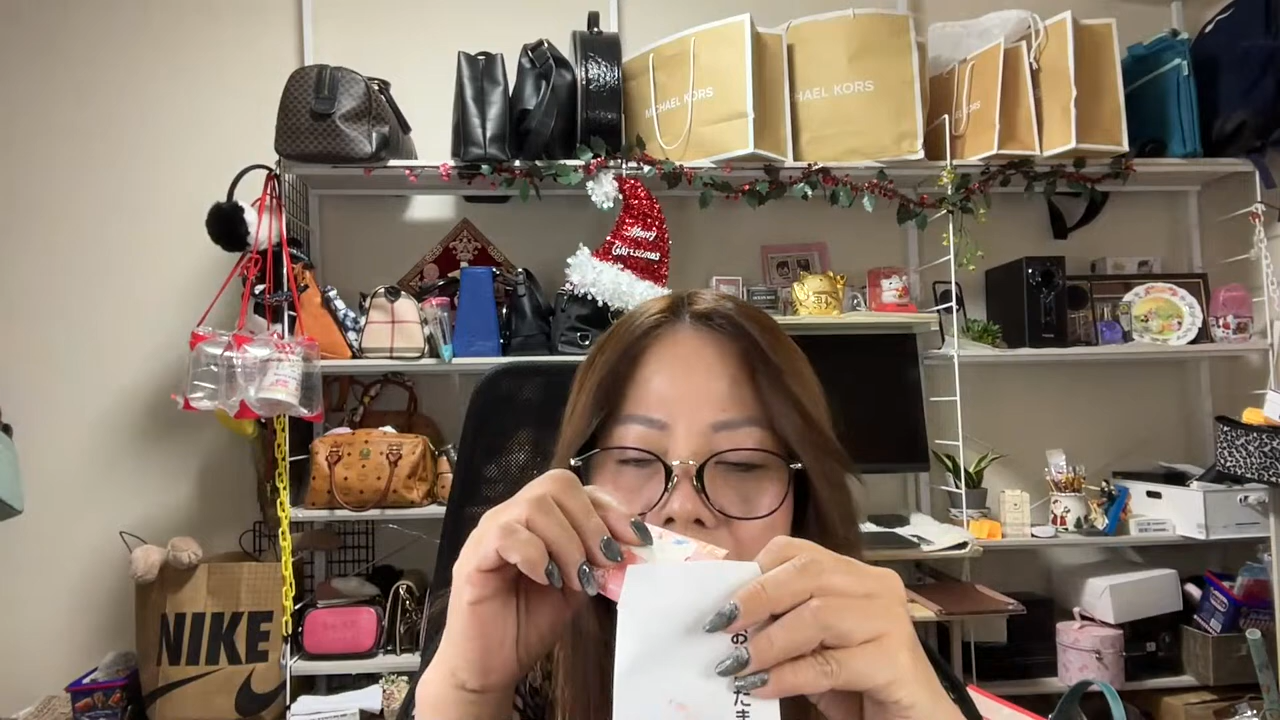 MICHAEL KORS
HAEL KORS
Merry
Christmas
NIKE
お
たま